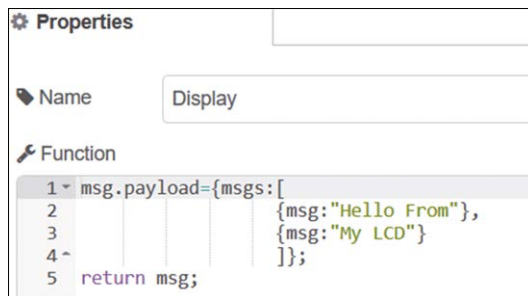 Properties
Name
Display
Function
1 msg.payload={msgs:[
2 {msg:"Hello From"},
3 {msg:"My LCD"}
4 ]};
5 return msg;